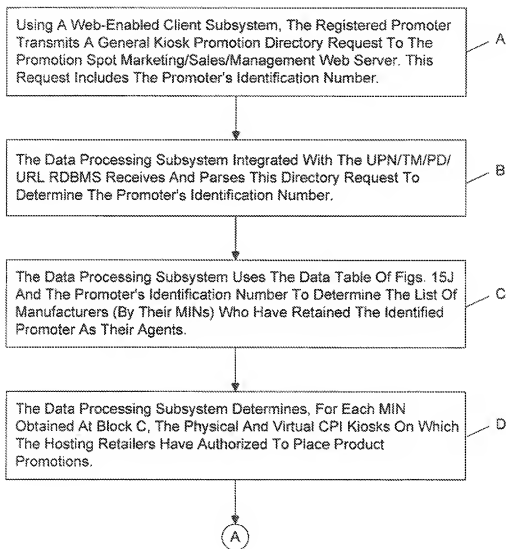 Using A Web-Enabled Client Subsystem, The Registered Promoter
Transmits A General Kiosk Promotion Directory Request To The
Promotion Spot Marketing/Sales/Management Web Server. This
Request Includes The Promoter's Identification Number.
A
The Data Processing Subsystem Integrated With The UPN/TM/PD/
URL RDBMS Receives And Parses This Directory Request To
Determine The Promoter's Identification Number.
B
The Data Processing Subsystem Uses The Data Table Of Figs. 15J
And The Promoter's Identification Number To Determine The List Of
Manufacturers (By Their MINs) Who Have Retained The Identified
Promoter As Their Agents.
C
The Data Processing Subsystem Determines, For Each MIN
Obtained At Block C, The Physical And Virtual CPI Kiosks On Which
The Hosting Retailers Have Authorized To Place Product
Promotions.
D
A